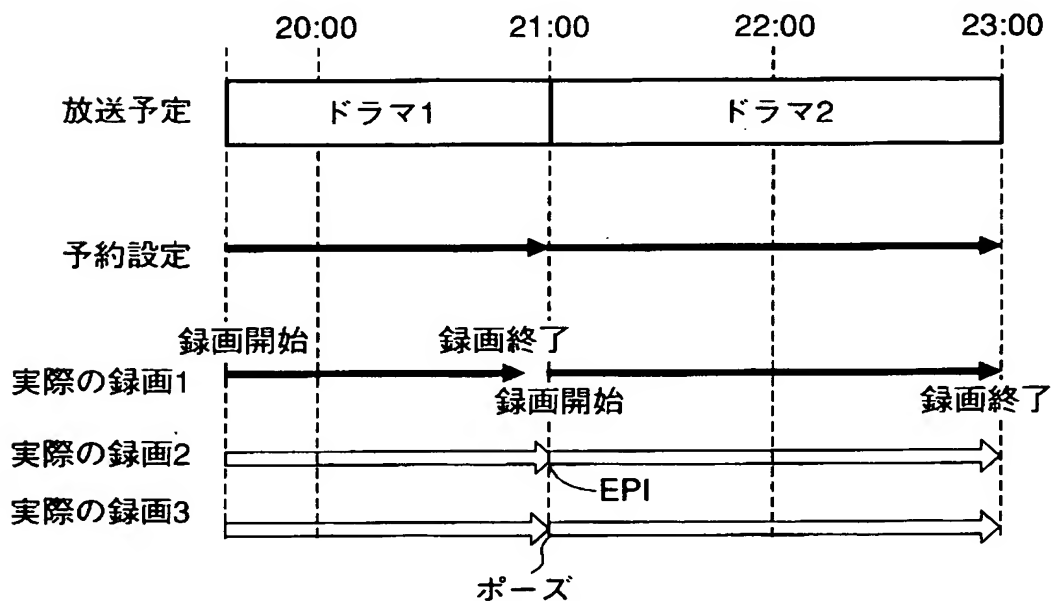 20:00 21:00 22:00 23:00
放送予定 ドラマ1 ドラマ2
予約設定
録画開始 録画終了
実際の録画1
録画開始 録画終了
実際の録画2
EPI
実際の録画3
ポーズ